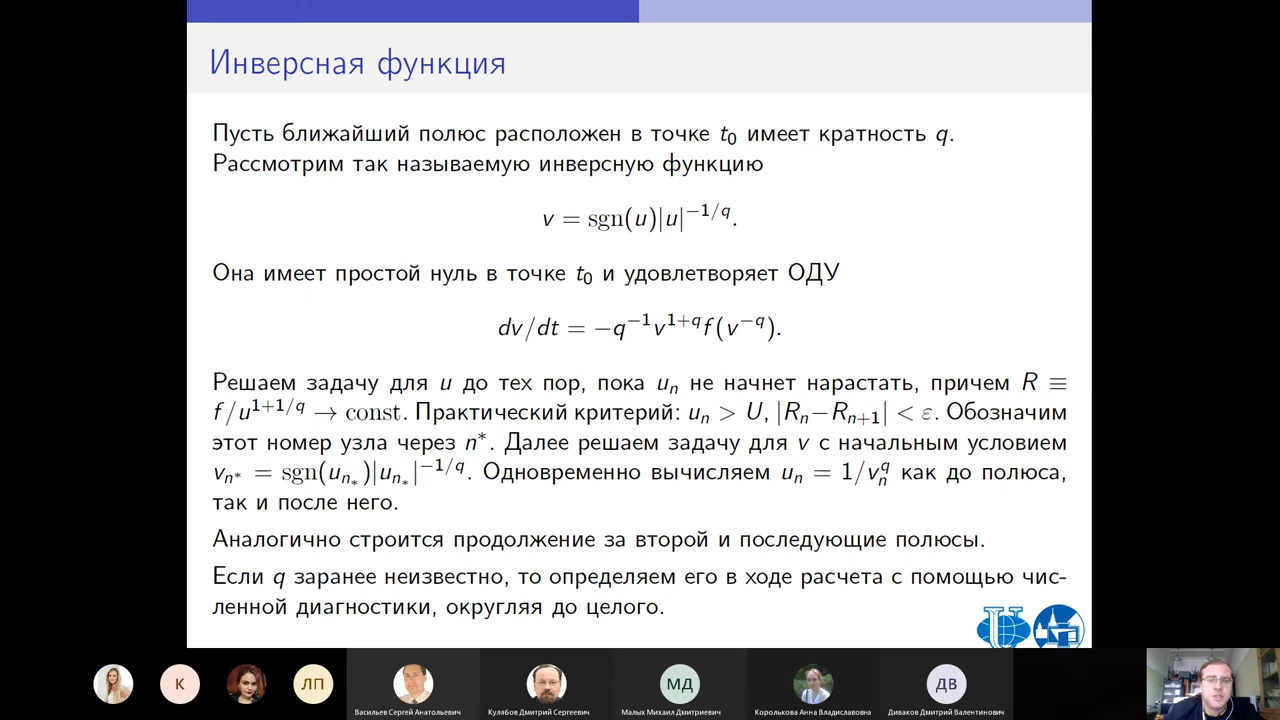 Инверсная функция
Пусть ближайший полюс расположен в точке t₀ имеет кратность q.
Рассмотрим так называемую инверсную функцию
v = sgn(u)|u|^{−1/q}.
Она имеет простой нуль в точке t₀ и удовлетворяет ОДУ
dv/dt = −q^{−1}v^{1+q}f(v^{−q}).
Решаем задачу для u до тех пор, пока uₙ не начнет нарастать, причем R ≡
f/u^{1+1/q} → const. Практический критерий: uₙ > U, |Rₙ−Rₙ₊₁| < ε. Обозначим
этот номер узла через n*. Далее решаем задачу для v с начальным условием
v_{n*} = sgn(u_{n*})|u_{n*}|^{−1/q}. Одновременно вычисляем uₙ = 1/vₙ^q как до полюса,
так и после него.
Аналогично строится продолжение за второй и последующие полюсы.
Если q заранее неизвестно, то определяем его в ходе расчета с помощью чис-
ленной диагностики, округляя до целого.
К
ЛП
МД
ДВ
Васильев Сергей Анатольевич
Кулябов Дмитрий Сергеевич
Малых Михаил Дмитриевич
Королькова Анна Владиславовна
Диваков Дмитрий Валентинович